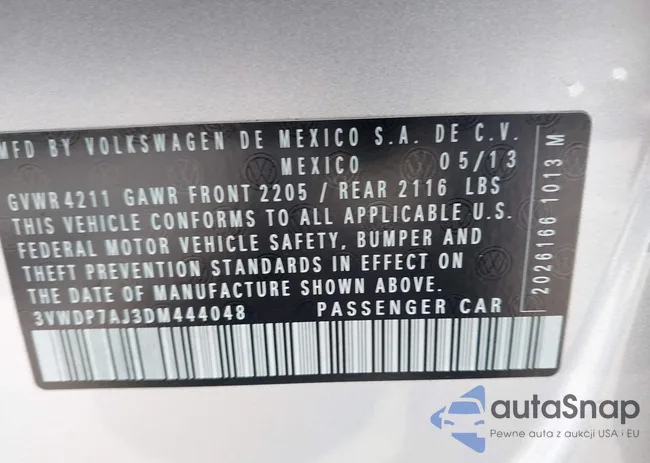 MFD BY VOLKSWAGEN DE MEXICO S.A. DE C.V.
MEXICO 05/13
GVWR 4211 GAWR FRONT 2205 / REAR 2116 LBS
THIS VEHICLE CONFORMS TO ALL APPLICABLE U.S.
FEDERAL MOTOR VEHICLE SAFETY, BUMPER AND
THEFT PREVENTION STANDARDS IN EFFECT ON
THE DATE OF MANUFACTURE SHOWN ABOVE.
3VWDP7AJ3DM444048 PASSENGER CAR
2026166 1013 M
autaSnap
Pewne auta z aukcji USA i EU